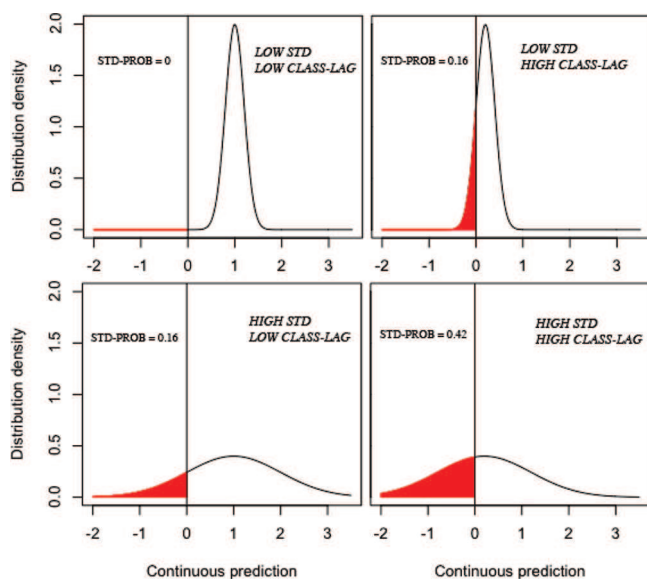 2.0
1.5
1.0
0.5
0.0
Distribution density
STD-PROB = 0
LOW STD
LOW CLASS-LAG
-2 -1 0 1 2 3
STD-PROB = 0.16
LOW STD
HIGH CLASS-LAG
-2 -1 0 1 2 3
2.0
1.5
1.0
0.5
0.0
Distribution density
STD-PROB = 0.16
HIGH STD
LOW CLASS-LAG
-2 -1 0 1 2 3
Continuous prediction
STD-PROB = 0.42
HIGH STD
HIGH CLASS-LAG
-2 -1 0 1 2 3
Continuous prediction